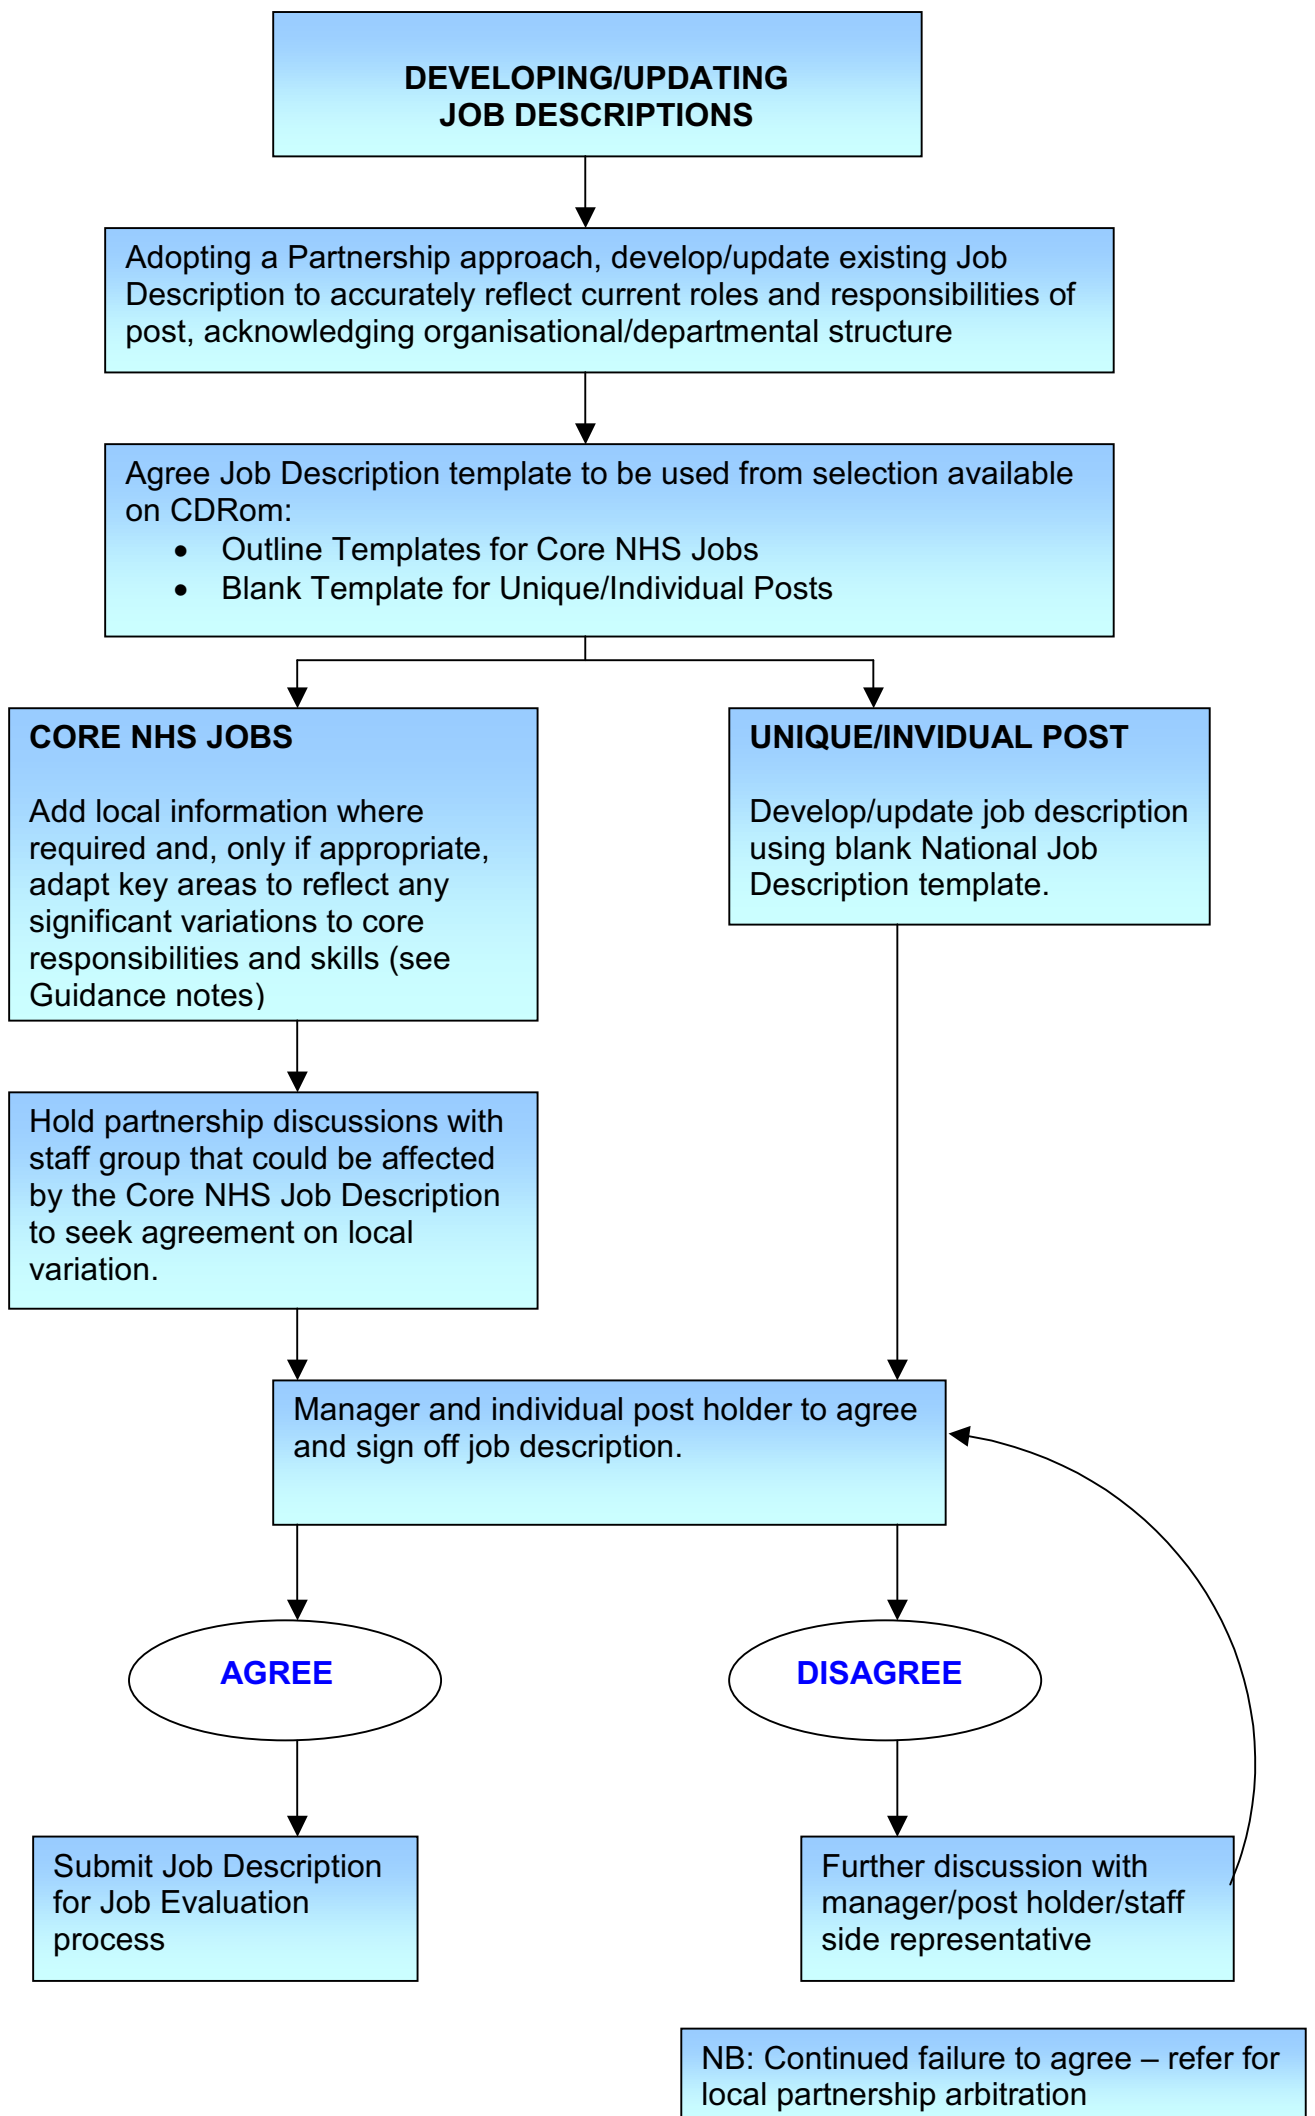 DEVELOPING/UPDATING
JOB DESCRIPTIONS
Adopting a Partnership approach, develop/update existing Job
Description to accurately reflect current roles and responsibilities of
post, acknowledging organisational/departmental structure
Agree Job Description template to be used from selection available
on CDRom:
• Outline Templates for Core NHS Jobs
• Blank Template for Unique/Individual Posts
CORE NHS JOBS
Add local information where
required and, only if appropriate,
adapt key areas to reflect any
significant variations to core
responsibilities and skills (see
Guidance notes)
UNIQUE/INVIDUAL POST
Develop/update job description
using blank National Job
Description template.
Hold partnership discussions with
staff group that could be affected
by the Core NHS Job Description
to seek agreement on local
variation.
Manager and individual post holder to agree
and sign off job description.
AGREE
DISAGREE
Submit Job Description
for Job Evaluation
process
Further discussion with
manager/post holder/staff
side representative
NB: Continued failure to agree – refer for
local partnership arbitration